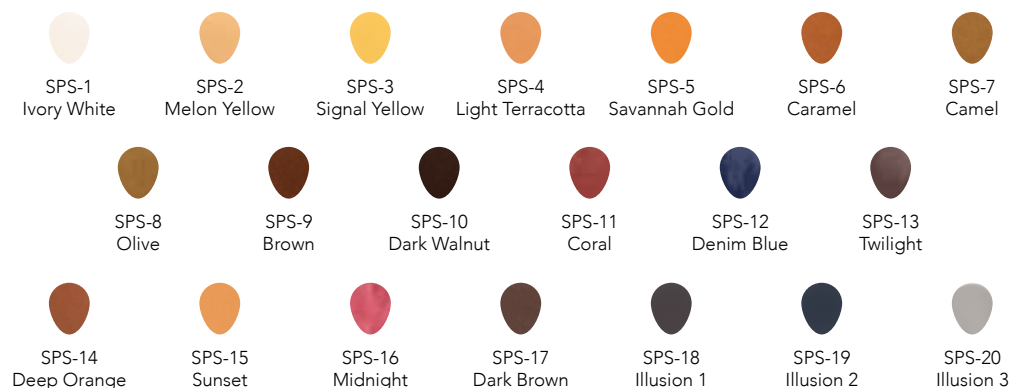 SPS-1 SPS-2 SPS-3 SPS-4 SPS-5 SPS-6 SPS-7
Ivory White Melon Yellow Signal Yellow Light Terracotta Savannah Gold Caramel Camel
SPS-8 SPS-9 SPS-10 SPS-11 SPS-12 SPS-13
Olive Brown Dark Walnut Coral Denim Blue Twilight
SPS-14 SPS-15 SPS-16 SPS-17 SPS-18 SPS-19 SPS-20
Deep Orange Sunset Midnight Dark Brown Illusion 1 Illusion 2 Illusion 3